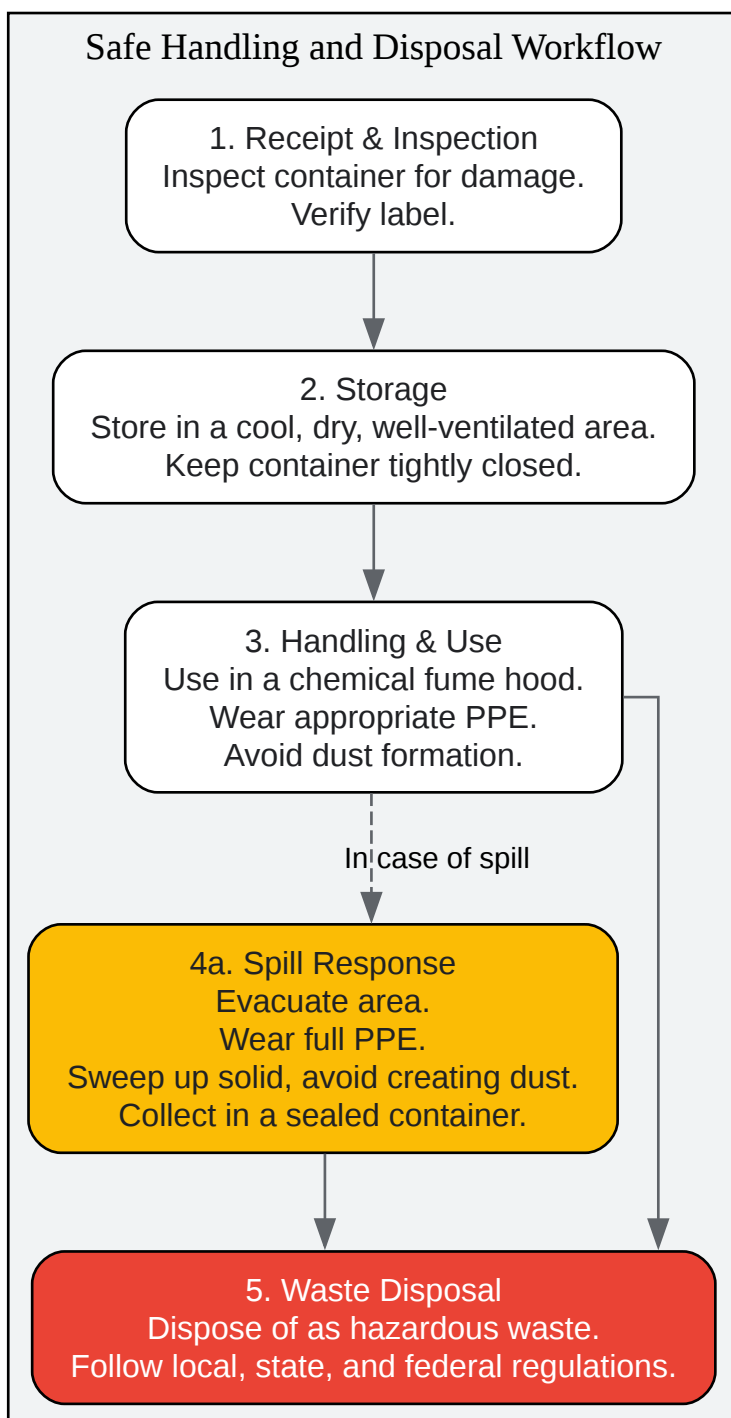 Safe Handling and Disposal Workflow
1. Receipt & Inspection
Inspect container for damage.
Verify label.
2. Storage
Store in a cool, dry, well-ventilated area.
Keep container tightly closed.
3. Handling & Use
Use in a chemical fume hood.
Wear appropriate PPE.
Avoid dust formation.
In case of spill
4a. Spill Response
Evacuate area.
Wear full PPE.
Sweep up solid, avoid creating dust.
Collect in a sealed container.
5. Waste Disposal
Dispose of as hazardous waste.
Follow local, state, and federal regulations.